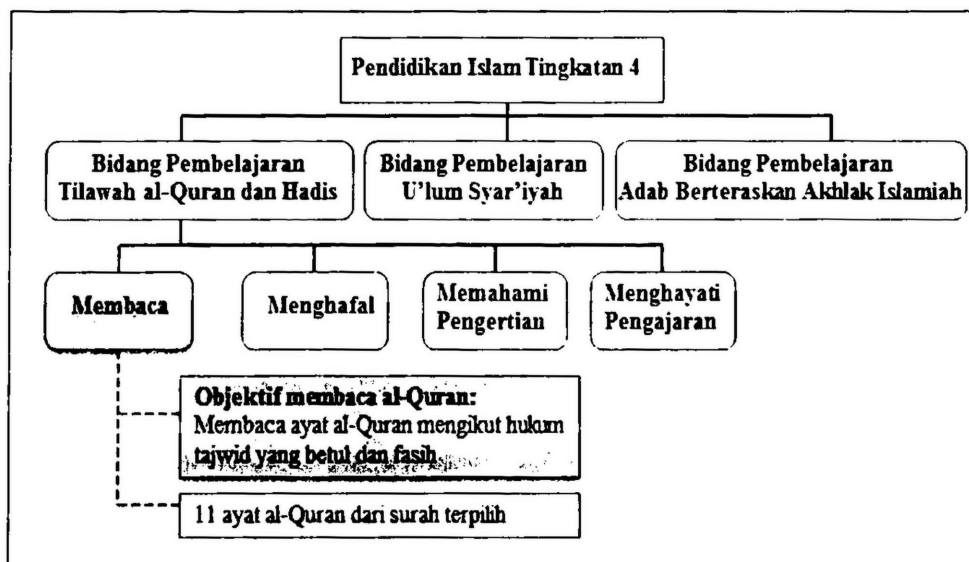 Pendidikan Islam Tingkatan 4
Bidang Pembelajaran
Tilawah al-Quran dan Hadis
Bidang Pembelajaran
U'lum Syar'iyah
Bidang Pembelajaran
Adab Berteraskan Akhlak Islamiah
Membaca
Menghafal
Memahami
Pengertian
Menghayati
Pengajaran
Objektif membaca al-Quran:
Membaca ayat al-Quran mengikut hukum
tajwid yang betul dan fasih
11 ayat al-Quran dari surah terpilih